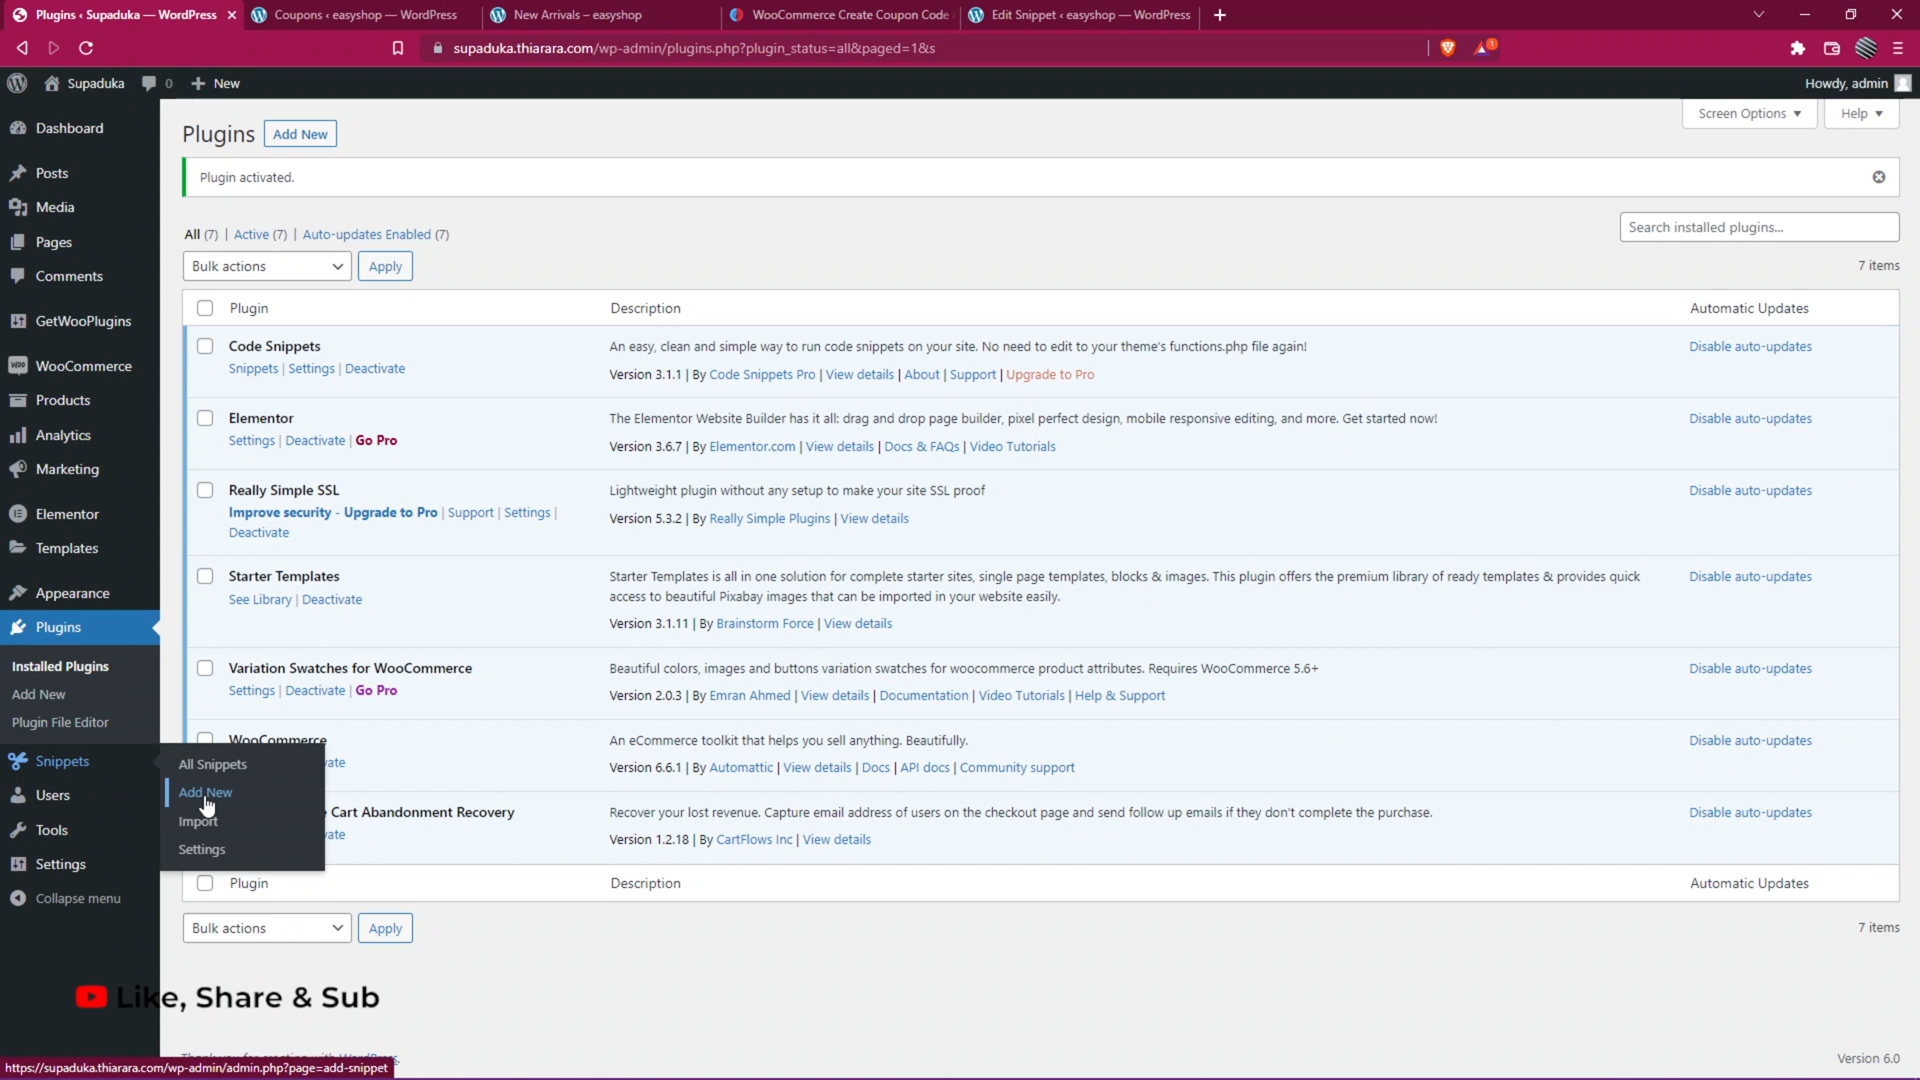 Plugins ‹ Supaduka — WordPress
Coupons ‹ easyshop — WordPress
New Arrivals – easyshop
WooCommerce Create Coupon Code
Edit Snippet ‹ easyshop — WordPress
supaduka.thiarara.com/wp-admin/plugins.php?plugin_status=all&paged=1&s
1
Supaduka
0
New
Howdy, admin
Dashboard
Posts
Media
Pages
Comments
GetWooPlugins
WooCommerce
Products
Analytics
Marketing
Elementor
Templates
Appearance
Plugins
Installed Plugins
Add New
Plugin File Editor
Snippets
Users
Tools
Settings
Collapse menu
All Snippets
Add New
Import
Settings
Screen Options
Help
Plugins
Add New
Plugin activated.
All (7) | Active (7) | Auto-updates Enabled (7)
Search installed plugins...
Bulk actions
Apply
7 items
Plugin
Description
Automatic Updates
Code Snippets
Snippets | Settings | Deactivate
An easy, clean and simple way to run code snippets on your site. No need to edit to your theme's functions.php file again!
Version 3.1.1 | By Code Snippets Pro | View details | About | Support | Upgrade to Pro
Disable auto-updates
Elementor
Settings | Deactivate | Go Pro
The Elementor Website Builder has it all: drag and drop page builder, pixel perfect design, mobile responsive editing, and more. Get started now!
Version 3.6.7 | By Elementor.com | View details | Docs & FAQs | Video Tutorials
Disable auto-updates
Really Simple SSL
Improve security - Upgrade to Pro | Support | Settings |
Deactivate
Lightweight plugin without any setup to make your site SSL proof
Version 5.3.2 | By Really Simple Plugins | View details
Disable auto-updates
Starter Templates
See Library | Deactivate
Starter Templates is all in one solution for complete starter sites, single page templates, blocks & images. This plugin offers the premium library of ready templates & provides quick
access to beautiful Pixabay images that can be imported in your website easily.
Version 3.1.11 | By Brainstorm Force | View details
Disable auto-updates
Variation Swatches for WooCommerce
Settings | Deactivate | Go Pro
Beautiful colors, images and buttons variation swatches for woocommerce product attributes. Requires WooCommerce 5.6+
Version 2.0.3 | By Emran Ahmed | View details | Documentation | Video Tutorials | Help & Support
Disable auto-updates
WooCommerce
vate
An eCommerce toolkit that helps you sell anything. Beautifully.
Version 6.6.1 | By Automattic | View details | Docs | API docs | Community support
Disable auto-updates
Cart Abandonment Recovery
vate
Recover your lost revenue. Capture email address of users on the checkout page and send follow up emails if they don't complete the purchase.
Version 1.2.18 | By CartFlows Inc | View details
Disable auto-updates
Plugin
Description
Automatic Updates
Bulk actions
Apply
7 items
Like, Share & Sub
Thank you for creating with WordPress.
Version 6.0
https://supaduka.thiarara.com/wp-admin/admin.php?page=add-snippet